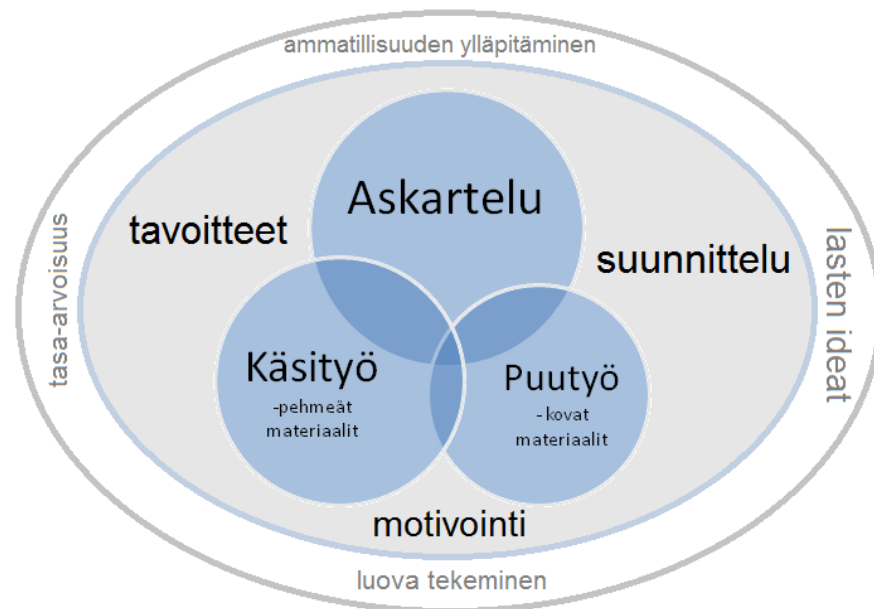 ammatillisuuden ylläpitäminen
Askartelu
tavoitteet
suunnittelu
tasa-arvoisuus
lasten ideat
Käsityö
-pehmeät
materiaalit
Puutyö
- kovat
materiaalit
motivointi
luova tekeminen